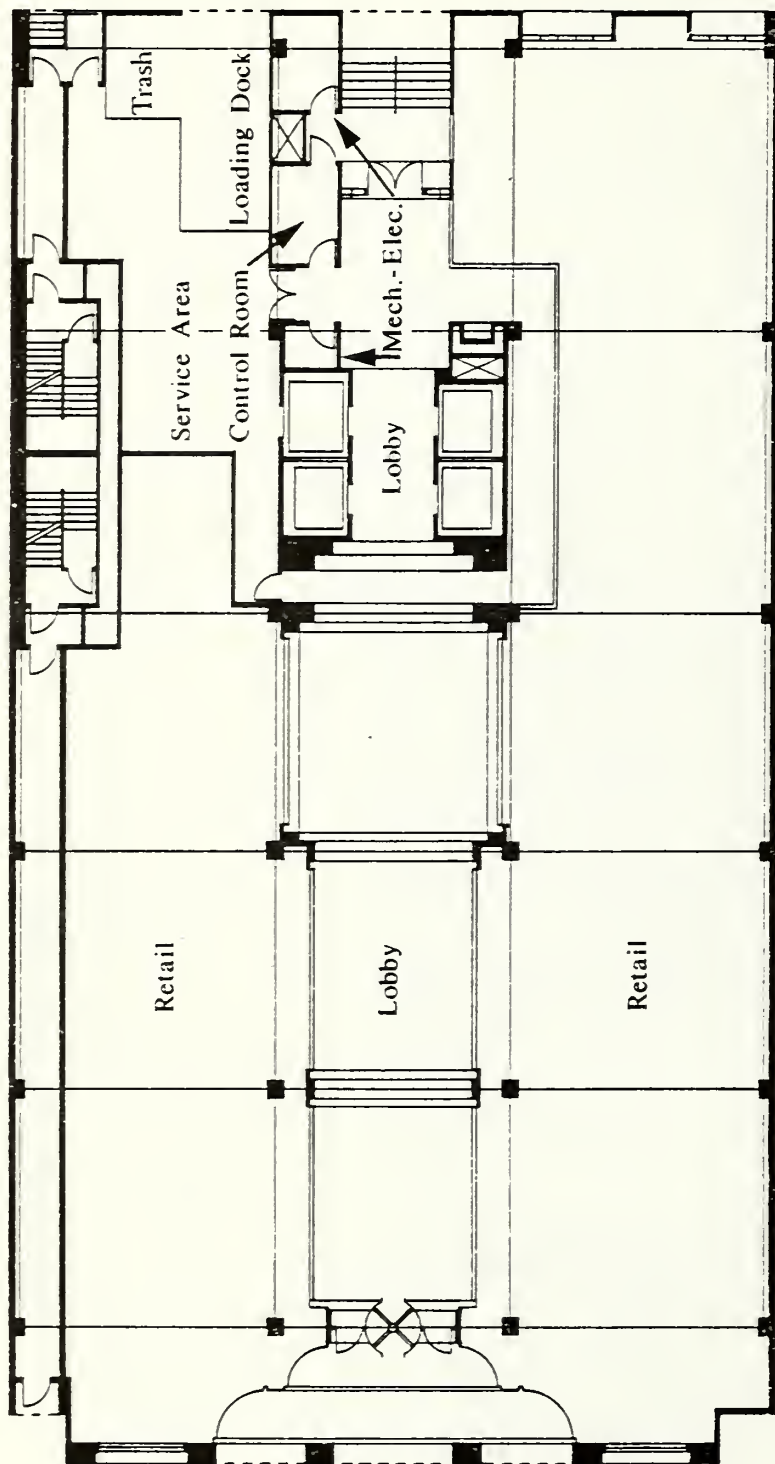 Trash
Loading Dock
Service Area
Control Room
Mech.-Elec.
Lobby
Retail
Lobby
Retail